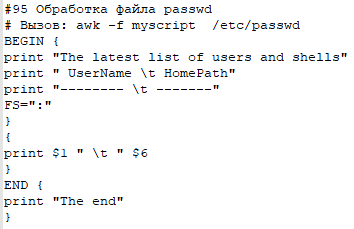 #95 Обработка файла passwd
# Вызов: awk -f myscript  /etc/passwd
BEGIN {
print "The latest list of users and shells"
print " UserName \t HomePath"
print "-------- \t -------"
FS=":"
}
{
print $1 " \t " $6
}
END {
print "The end"
}